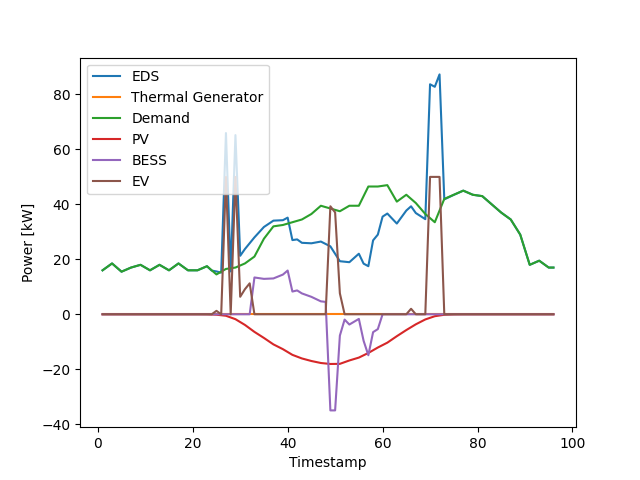 EDS
Thermal Generator
Demand
PV
BESS
EV
Power [kW]
80
60
40
20
0
−20
−40
0
20
40
60
80
100
Timestamp